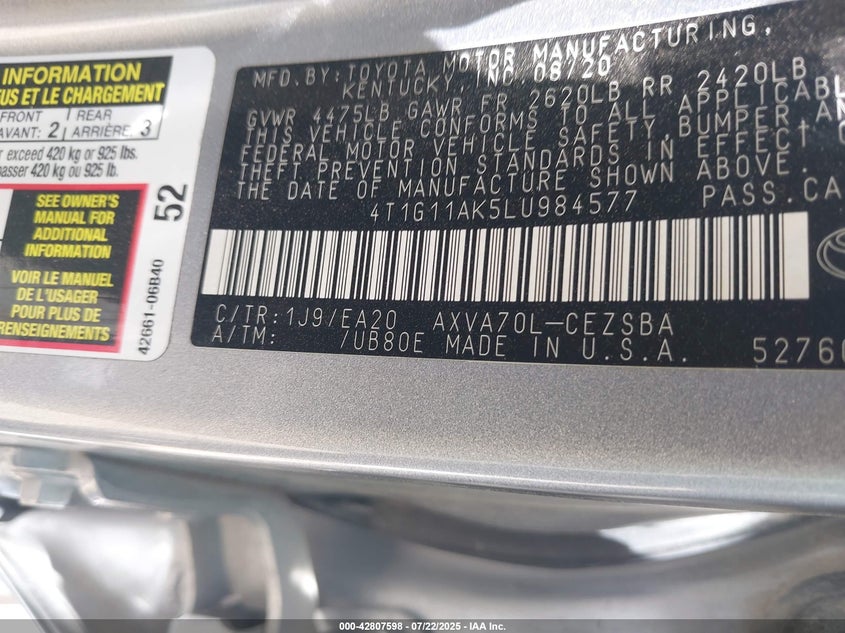 INFORMATION
TUS ET LE CHARGEMENT
FRONT
AVANT: 2
REAR
ARRIÈRE: 3
exceed 420 kg or 925 lbs.
passer 420 kg ou 925 lb.
SEE OWNER'S
MANUAL FOR
ADDITIONAL
INFORMATION
VOIR LE MANUEL
DE L'USAGER
POUR PLUS DE
RENSEIGNEMENTS
52
42661-06B40
MFD. BY: TOYOTA MOTOR MANUFACTURING,
KENTUCKY, INC 08/20
GVWR 4475LB GAWR FR 2620LB RR 2420LB
THIS VEHICLE CONFORMS TO ALL APPLICABL
FEDERAL MOTOR VEHICLE SAFETY, BUMPER, AN
THEFT PREVENTION STANDARDS IN EFFECT O
THE DATE OF MANUFACTURE SHOWN ABOVE.
4T1G11AK5LU984577 PASS.CA
C/TR: 1J9/EA20 AXVA70L-CEZSBA
A/TM: /UB80E MADE IN U.S.A. 5276
000-42807598 - 07/22/2025 - IAA Inc.